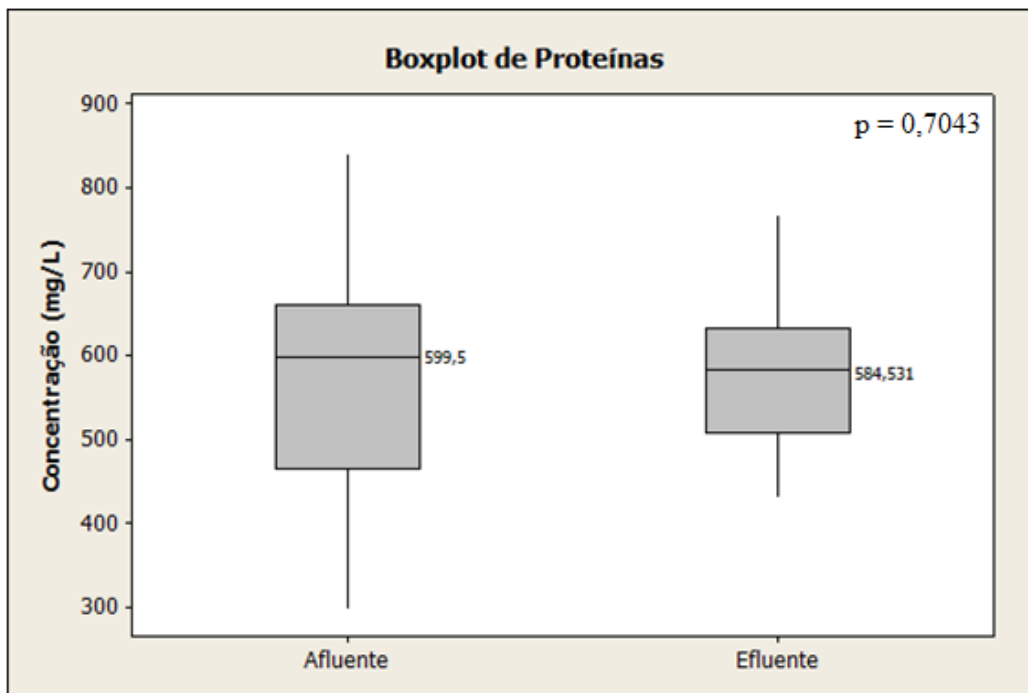 Boxplot de Proteínas
p = 0,7043
Concentração (mg/L)
900
800
700
600
500
400
300
599,5
584,531
Afluente
Efluente